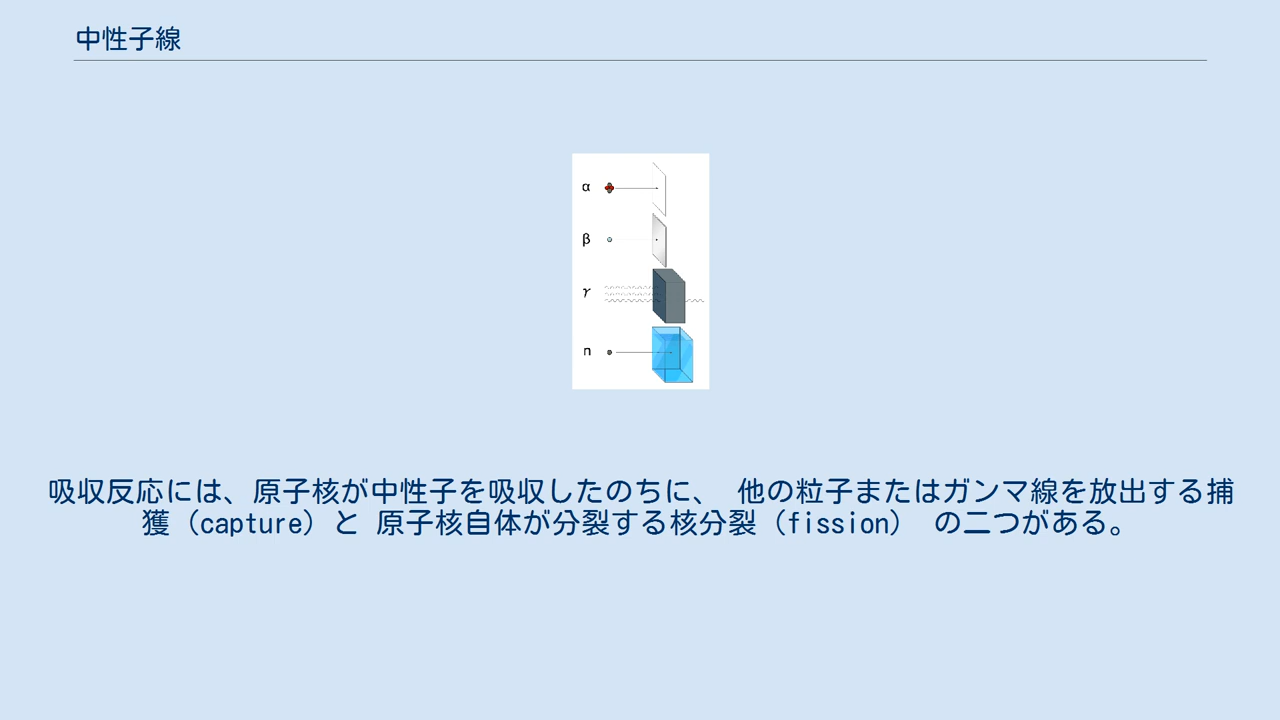 中性子線
α
β
γ
n
吸収反応には、原子核が中性子を吸収したのちに、 他の粒子またはガンマ線を放出する捕
獲（capture）と 原子核自体が分裂する核分裂（fission） の二つがある。